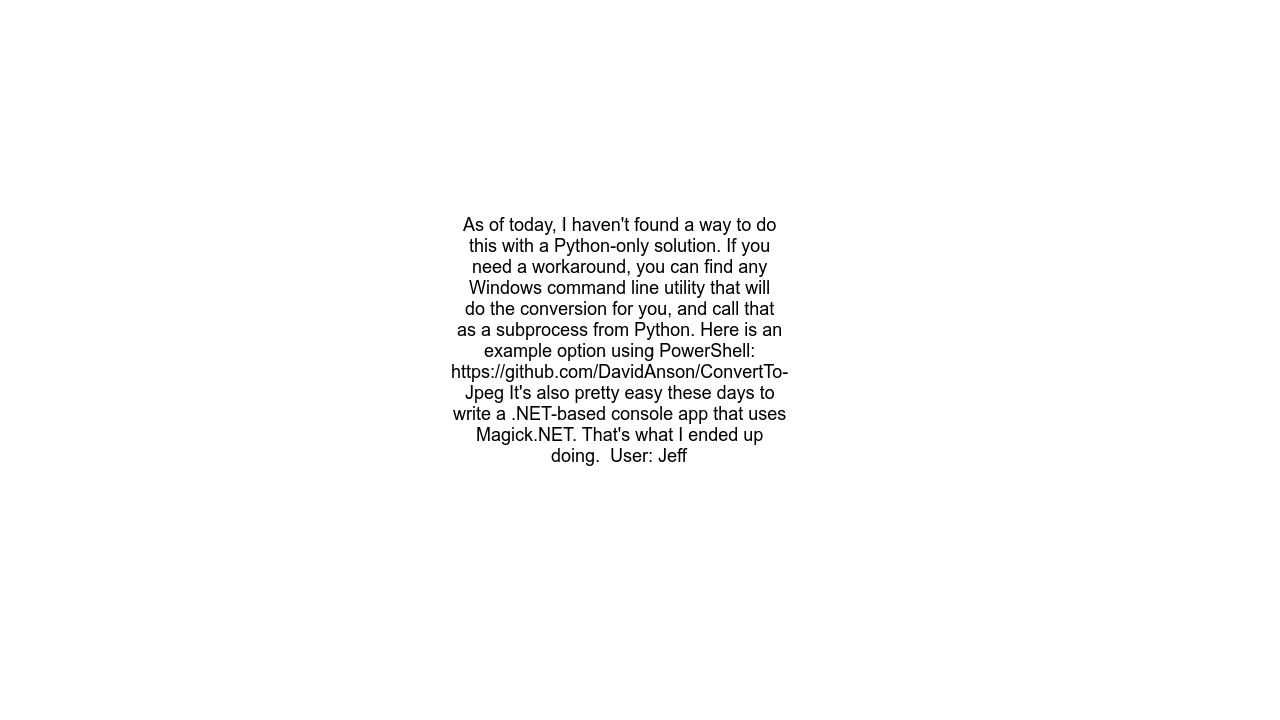 As of today, I haven't found a way to do
this with a Python-only solution. If you
need a workaround, you can find any
Windows command line utility that will
do the conversion for you, and call that
as a subprocess from Python. Here is an
example option using PowerShell:
https://github.com/DavidAnson/ConvertTo-
Jpeg It's also pretty easy these days to
write a .NET-based console app that uses
Magick.NET. That's what I ended up
doing.  User: Jeff